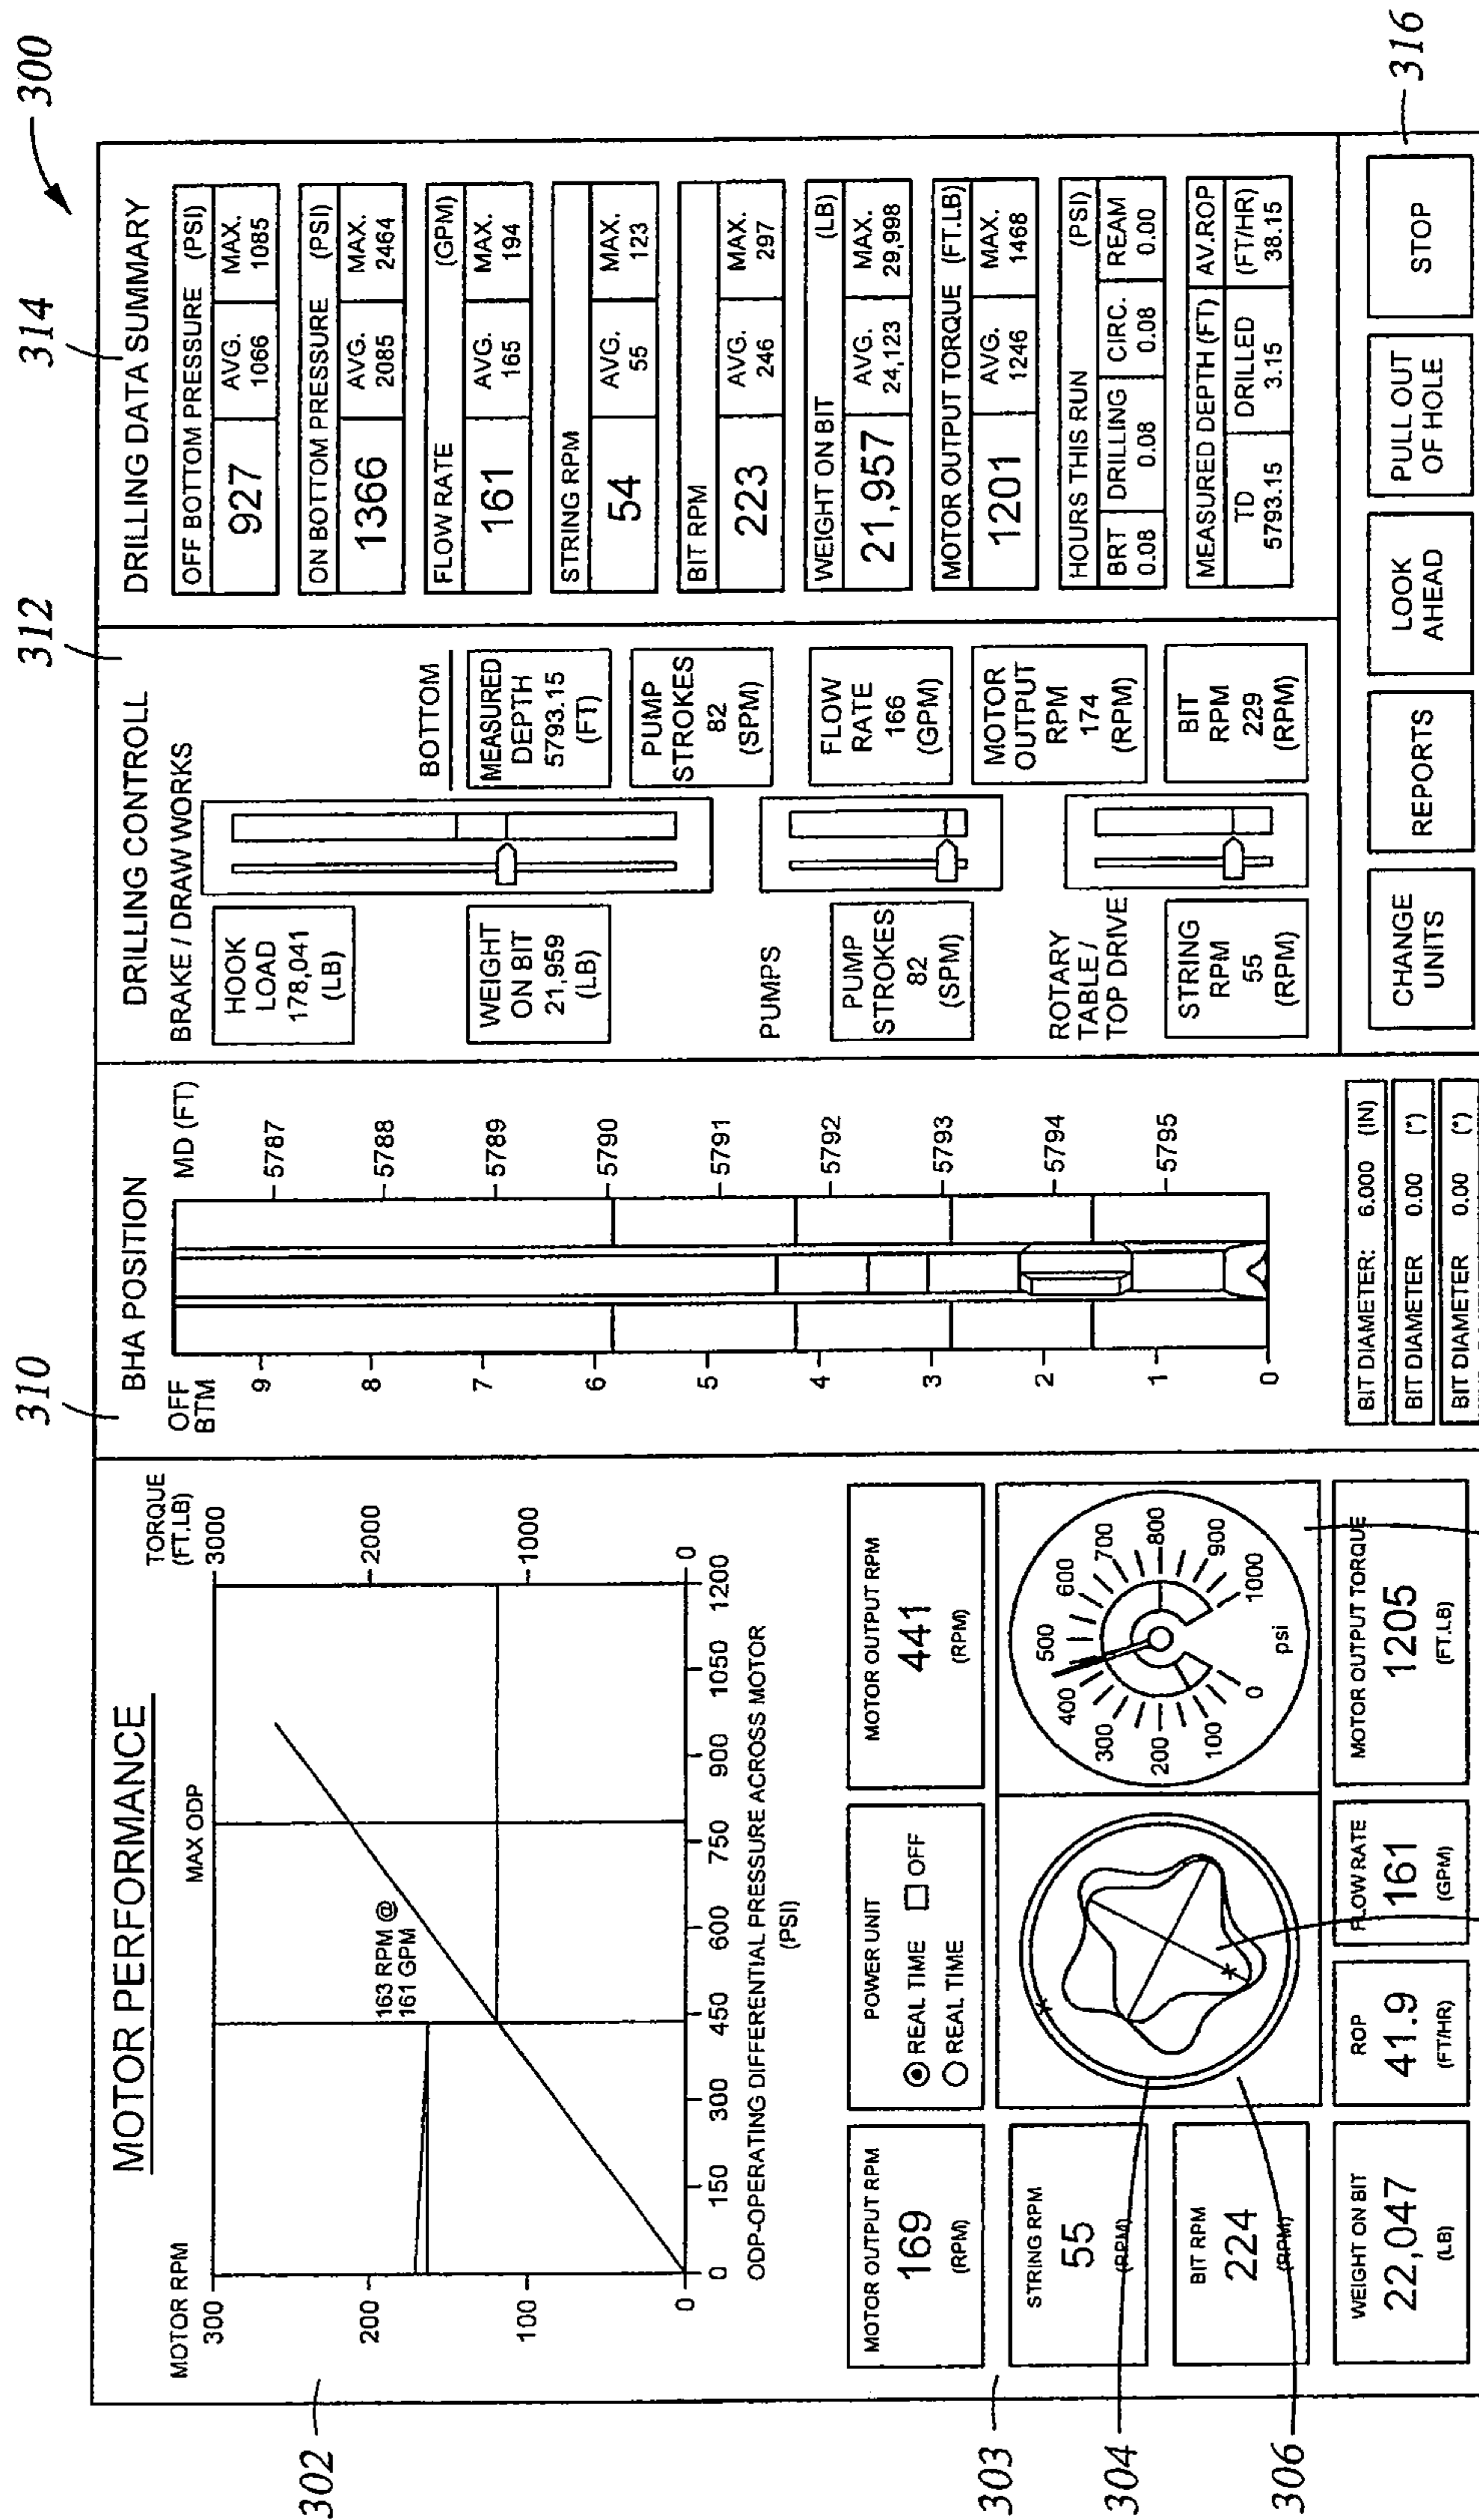 300
310
312
314
MOTOR PERFORMANCE
MOTOR RPM
MAX ODP
TORQUE
(FT.LB)
300
200
100
0
3000
2000
1000
0
163 RPM @
161 GPM
0 150 300 450 600 750 900 1050 1200
ODP-OPERATING DIFFERENTIAL PRESSURE ACROSS MOTOR
(PSI)
302
303
304
306
MOTOR OUTPUT RPM
169
(RPM)
POWER UNIT
REAL TIME OFF
REAL TIME
MOTOR OUTPUT RPM
441
(RPM)
STRING RPM
55
(RPM)
BIT RPM
224
(RPM)
*
*
0
100
200
300
400
500
600
700
800
900
1000
psi
WEIGHT ON BIT
22,047
(LB)
ROP
41.9
(FT/HR)
FLOW RATE
161
(GPM)
MOTOR OUTPUT TORQUE
1205
(FT.LB)
BHA POSITION
OFF
BTM
MD (FT)
9
8
7
6
5
4
3
2
1
0
5787
5788
5789
5790
5791
5792
5793
5794
5795
BIT DIAMETER: 6.000 (IN)
BIT DIAMETER 0.00 (°)
BIT DIAMETER 0.00 (°)
DRILLING CONTROLL
BRAKE / DRAW WORKS
HOOK
LOAD
178,041
(LB)
WEIGHT
ON BIT
21,959
(LB)
BOTTOM
MEASURED
DEPTH
5793.15
(FT)
PUMPS
PUMP
STROKES
82
(SPM)
PUMP
STROKES
82
(SPM)
FLOW
RATE
166
(GPM)
ROTARY
TABLE /
TOP DRIVE
STRING
RPM
55
(RPM)
MOTOR
OUTPUT
RPM
174
(RPM)
BIT
RPM
229
(RPM)
DRILLING DATA SUMMARY
OFF BOTTOM PRESSURE (PSI)
927
AVG.
1066
MAX.
1085
ON BOTTOM PRESSURE (PSI)
1366
AVG.
2085
MAX.
2464
FLOW RATE (GPM)
161
AVG.
165
MAX.
194
STRING RPM
54
AVG.
55
MAX.
123
BIT RPM
223
AVG.
246
MAX.
297
WEIGHT ON BIT (LB)
21,957
AVG.
24,123
MAX.
29,998
MOTOR OUTPUT TORQUE (FT.LB)
1201
AVG.
1246
MAX.
1468
HOURS THIS RUN (PSI)
BRT DRILLING CIRC. REAM
0.08 0.08 0.08 0.00
MEASURED DEPTH (FT) AV.ROP
TD DRILLED (FT/HR)
5793.15 3.15 38.15
CHANGE
UNITS
REPORTS
LOOK
AHEAD
PULL OUT
OF HOLE
STOP
316